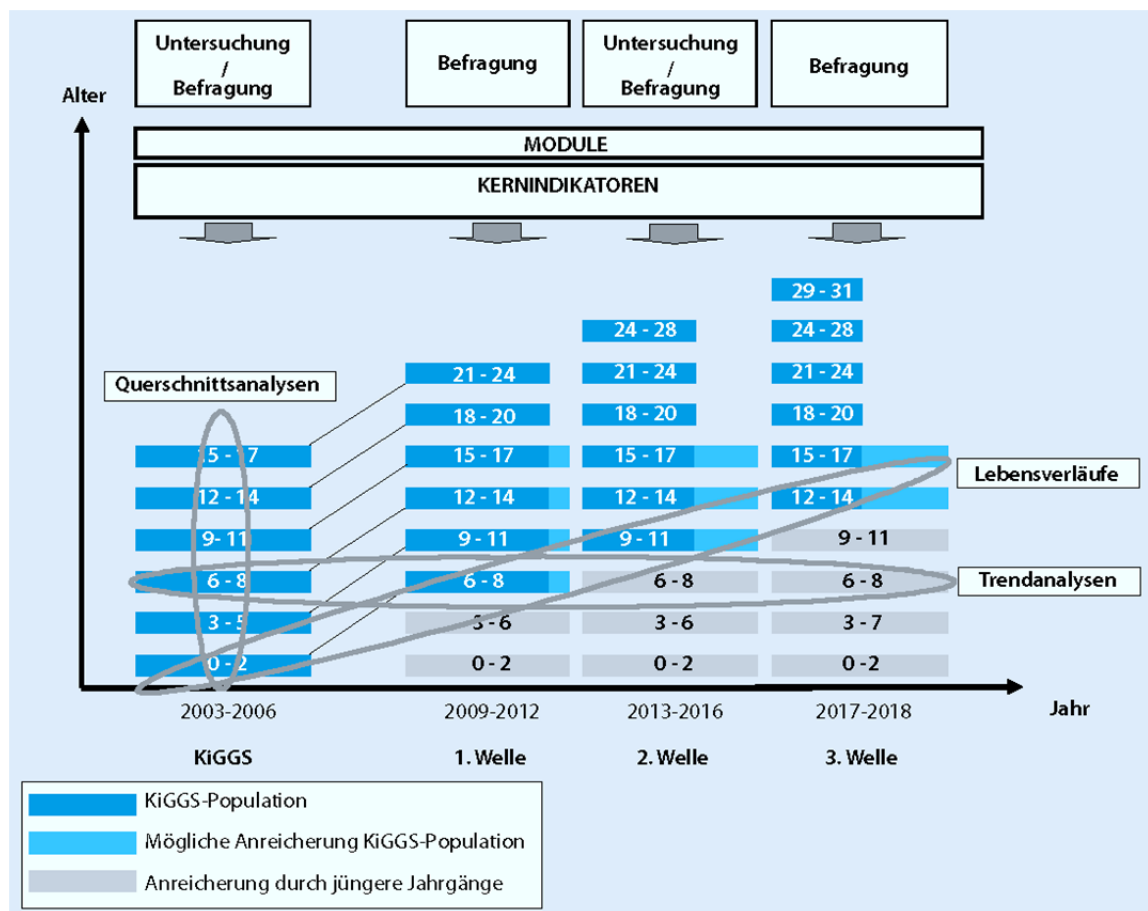 Untersuchung
/
Befragung
Befragung
Untersuchung
/
Befragung
Befragung
Alter
MODULE
KERNINDIKATOREN
29 - 31
24 - 28
24 - 28
Querschnittsanalysen
21 - 24
21 - 24
21 - 24
18 - 20
18 - 20
18 - 20
15 - 17
15 - 17
15 - 17
15 - 17
Lebensverläufe
12 - 14
12 - 14
12 - 14
12 - 14
9 - 11
9 - 11
9 - 11
9 - 11
6 - 8
6 - 8
6 - 8
6 - 8
Trendanalysen
3 - 5
3 - 6
3 - 6
3 - 7
0 - 2
0 - 2
0 - 2
0 - 2
2003-2006
2009-2012
2013-2016
2017-2018
Jahr
KiGGS
1. Welle
2. Welle
3. Welle
KiGGS-Population
Mögliche Anreicherung KiGGS-Population
Anreicherung durch jüngere Jahrgänge